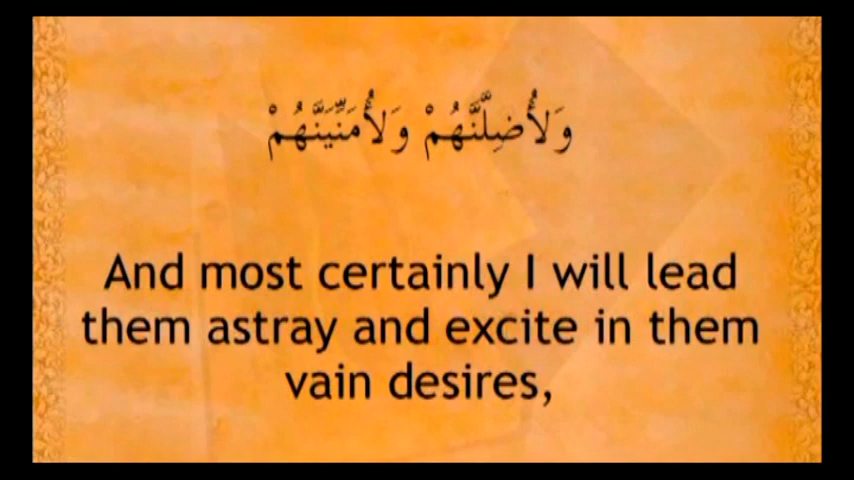 وَلَأُضِلَّنَّهُمْ وَلَأُمَنِّيَنَّهُمْ
And most certainly I will lead
them astray and excite in them
vain desires,